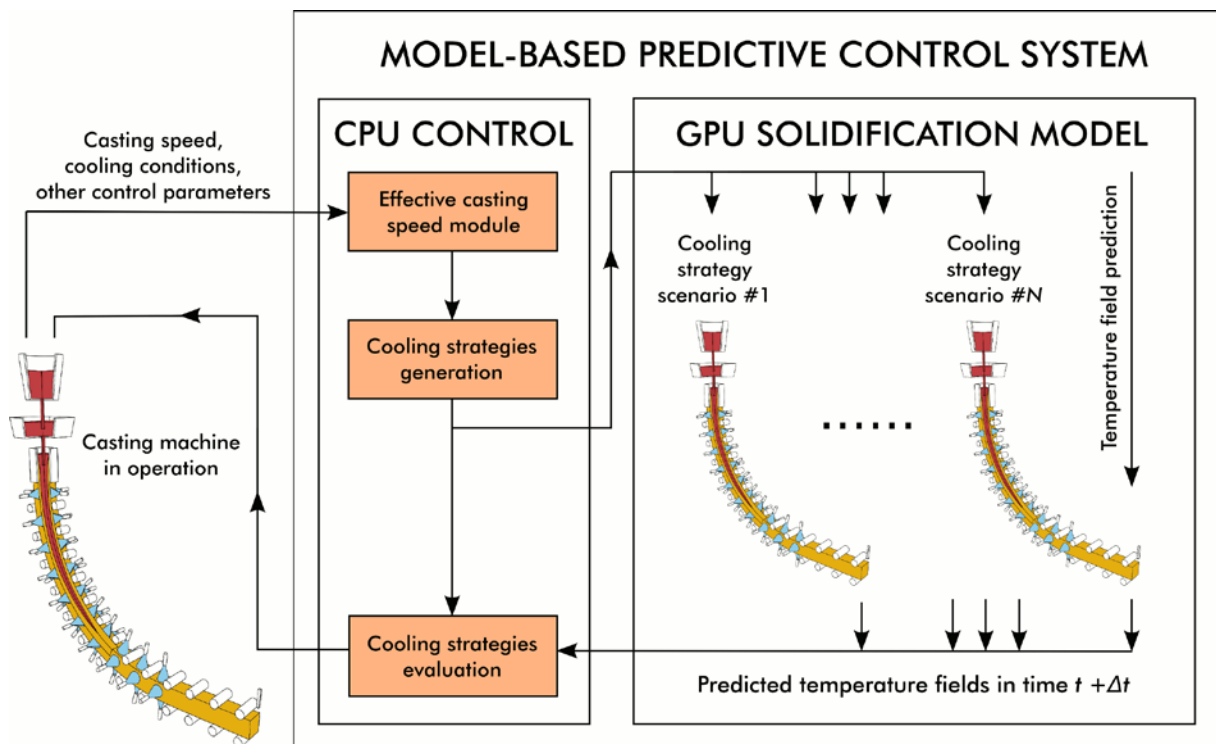 MODEL-BASED PREDICTIVE CONTROL SYSTEM
Casting speed,
cooling conditions,
other control parameters
CPU CONTROL
Effective casting
speed module
Cooling strategies
generation
Cooling strategies
evaluation
Casting machine
in operation
GPU SOLIDIFICATION MODEL
Cooling
strategy
scenario #1
......
Cooling
strategy
scenario #N
Temperature field prediction
Predicted temperature fields in time t +Δt